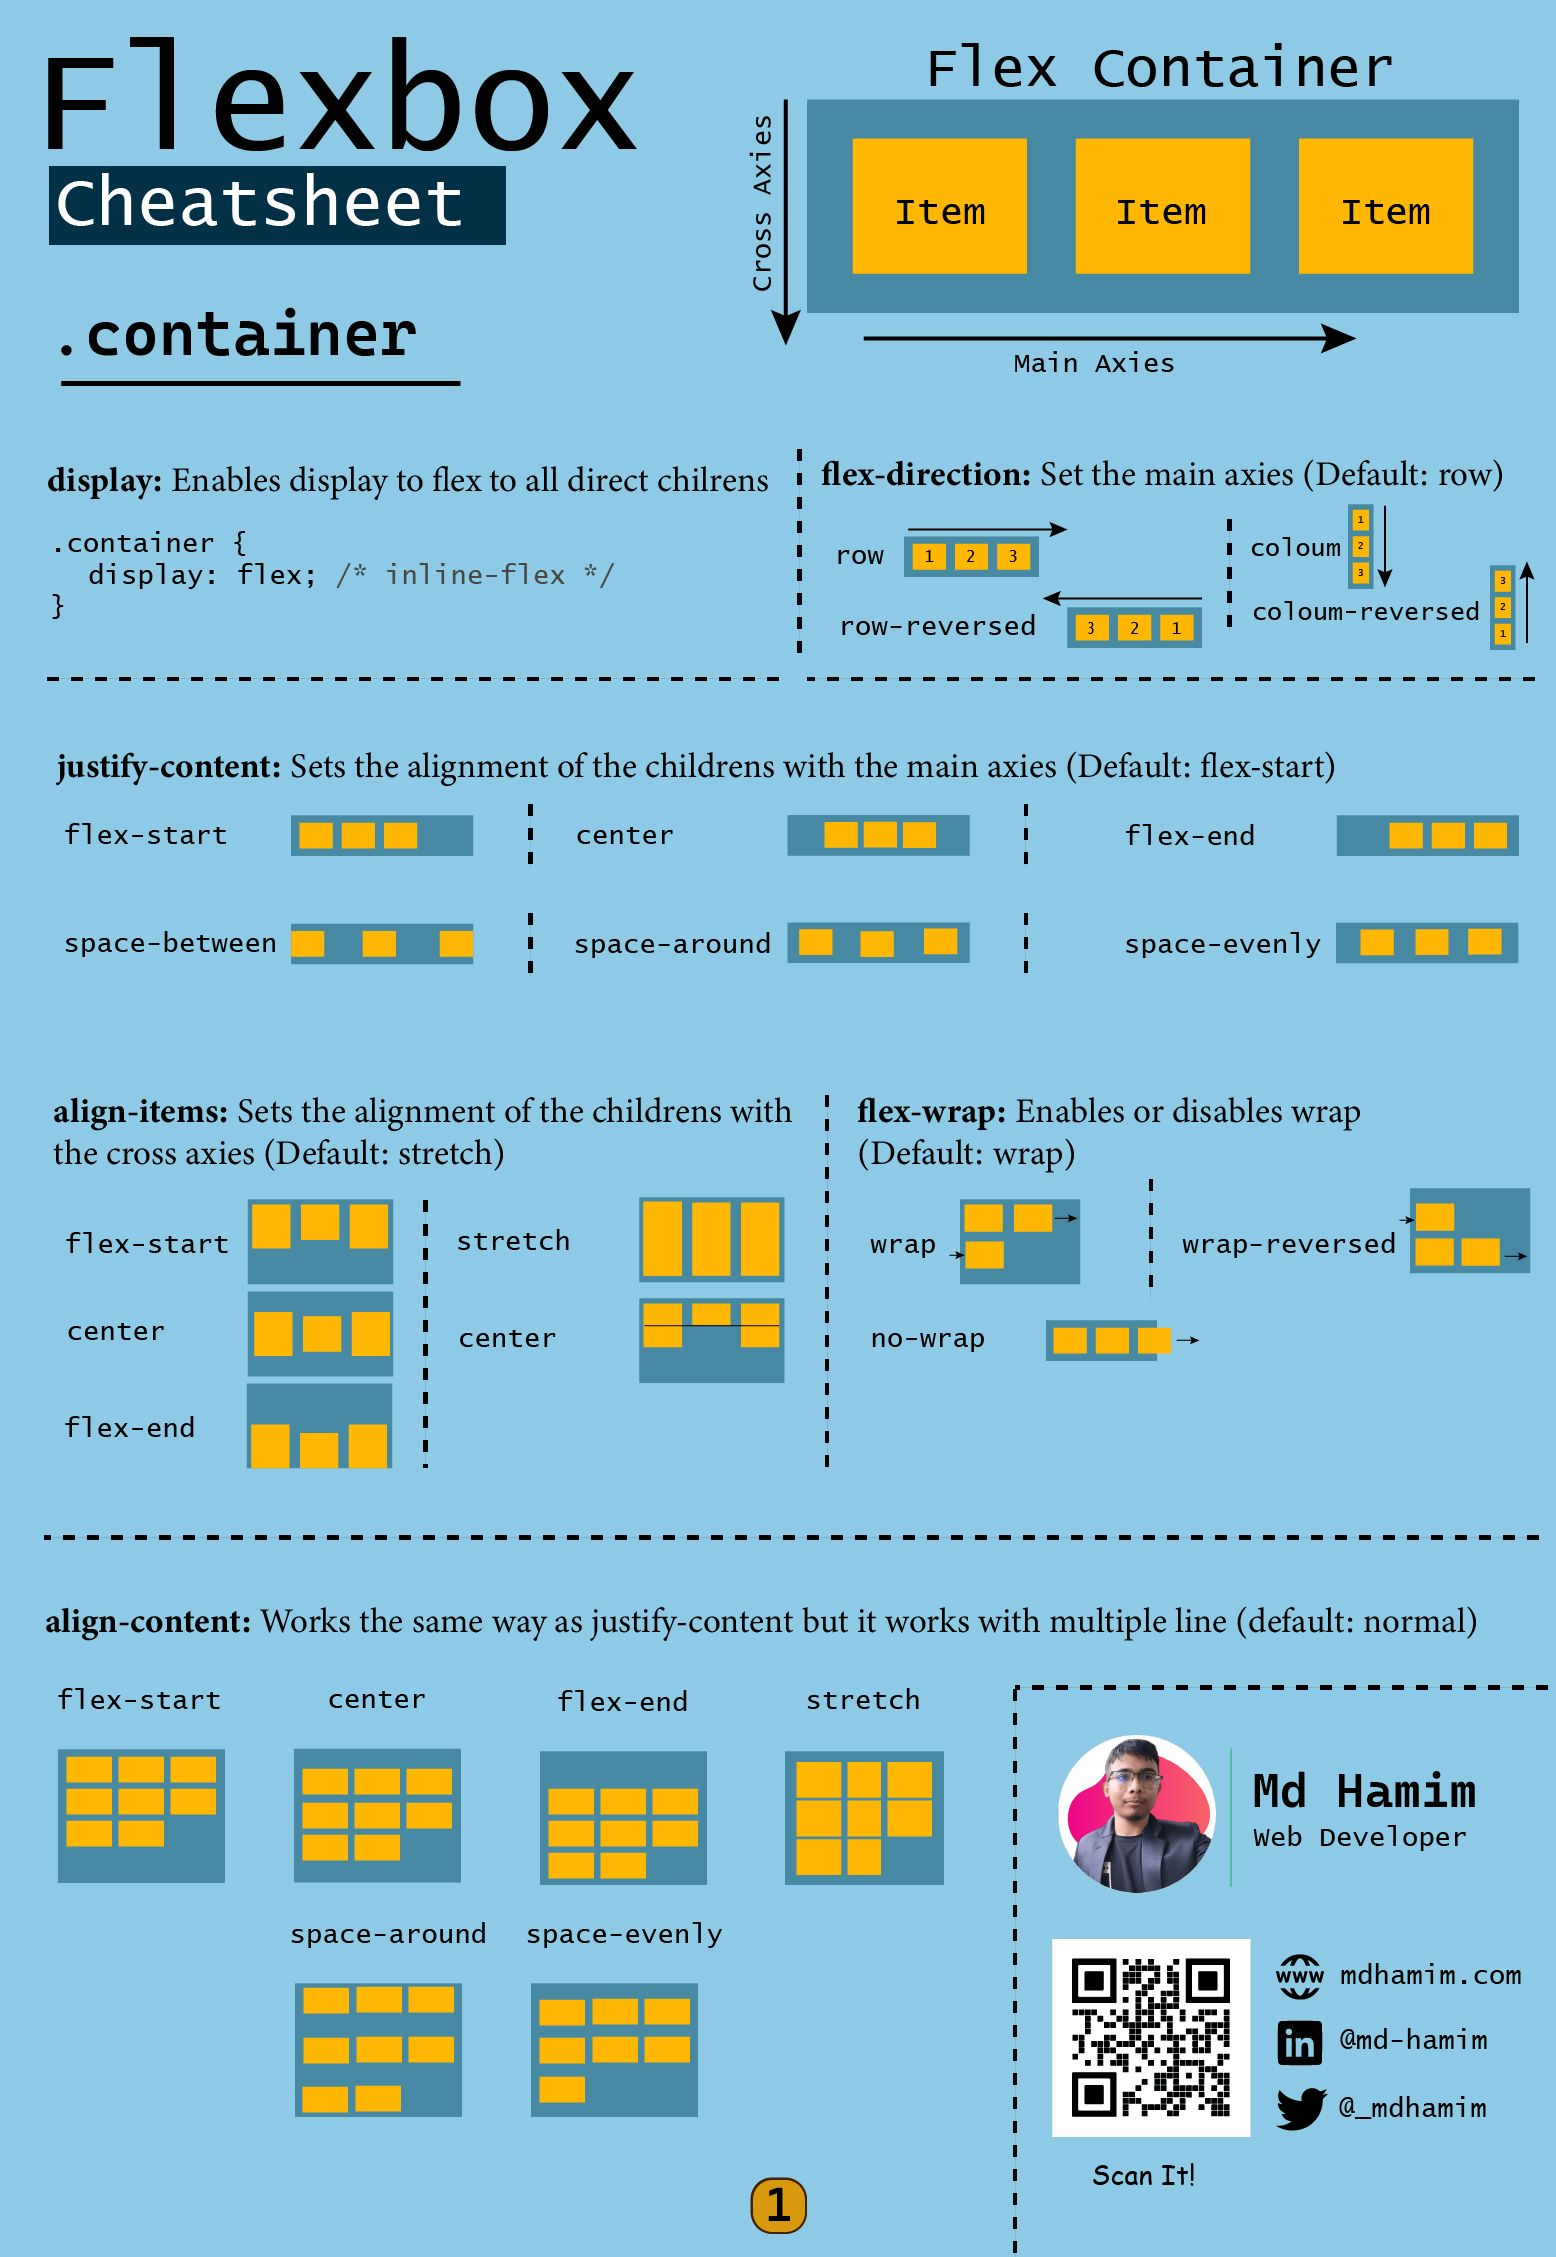 Flexbox
Cheatsheet
.container
Flex Container
Cross Axies
Item Item Item
Main Axies
display: Enables display to flex to all direct chilrens
.container {
display: flex; /* inline-flex */
}
flex-direction: Set the main axies (Default: row)
row
1 2 3
row-reversed
3 2 1
coloum
1
2
3
coloum-reversed
3
2
1
justify-content: Sets the alignment of the childrens with the main axies (Default: flex-start)
flex-start
center
flex-end
space-between
space-around
space-evenly
align-items: Sets the alignment of the childrens with
the cross axies (Default: stretch)
flex-start
center
flex-end
stretch
center
flex-wrap: Enables or disables wrap
(Default: wrap)
wrap
wrap-reversed
no-wrap
align-content: Works the same way as justify-content but it works with multiple line (default: normal)
flex-start
center
flex-end
stretch
space-around
space-evenly
Md Hamim
Web Developer
www mdhamim.com
in @md-hamim
@_mdhamim
Scan It!
1